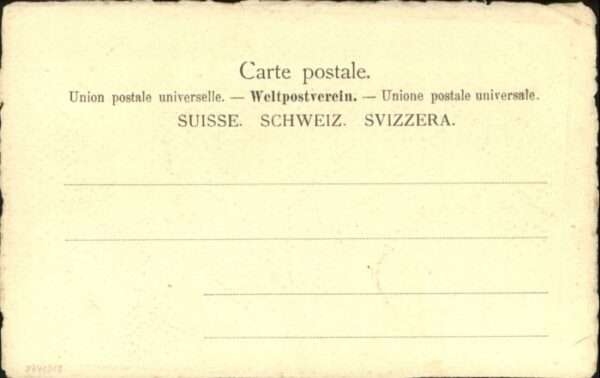 Carte postale.
Union postale universelle. — Weltpostverein. — Unione postale universale.
SUISSE. SCHWEIZ. SVIZZERA.